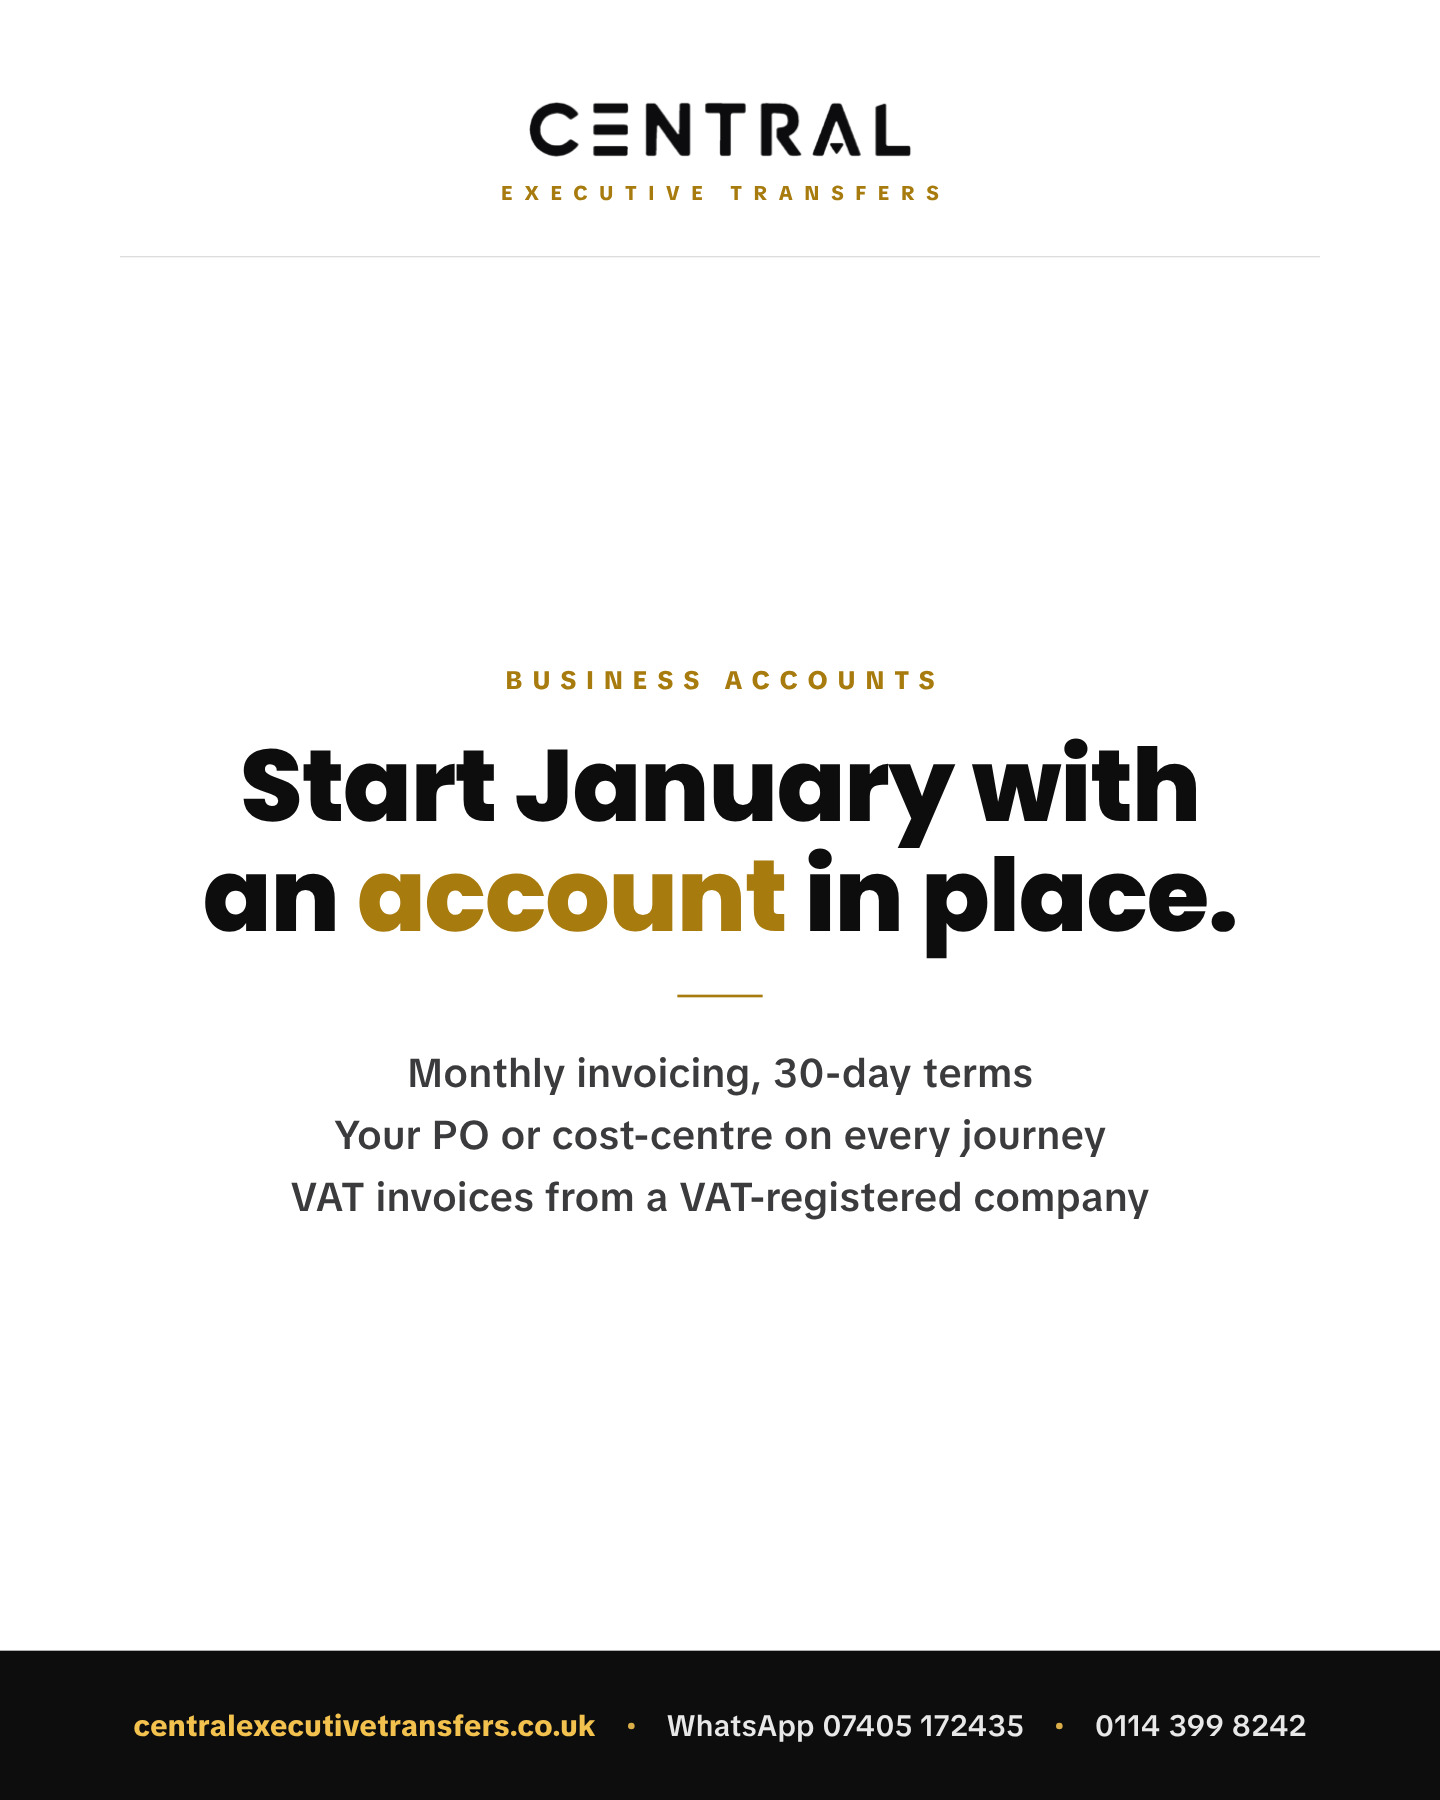 CENTRAL
EXECUTIVE TRANSFERS
BUSINESS ACCOUNTS
Start January with
an account in place.
Monthly invoicing, 30-day terms
Your PO or cost-centre on every journey
VAT invoices from a VAT-registered company
centralexecutivetransfers.co.uk • WhatsApp 07405 172435 • 0114 399 8242